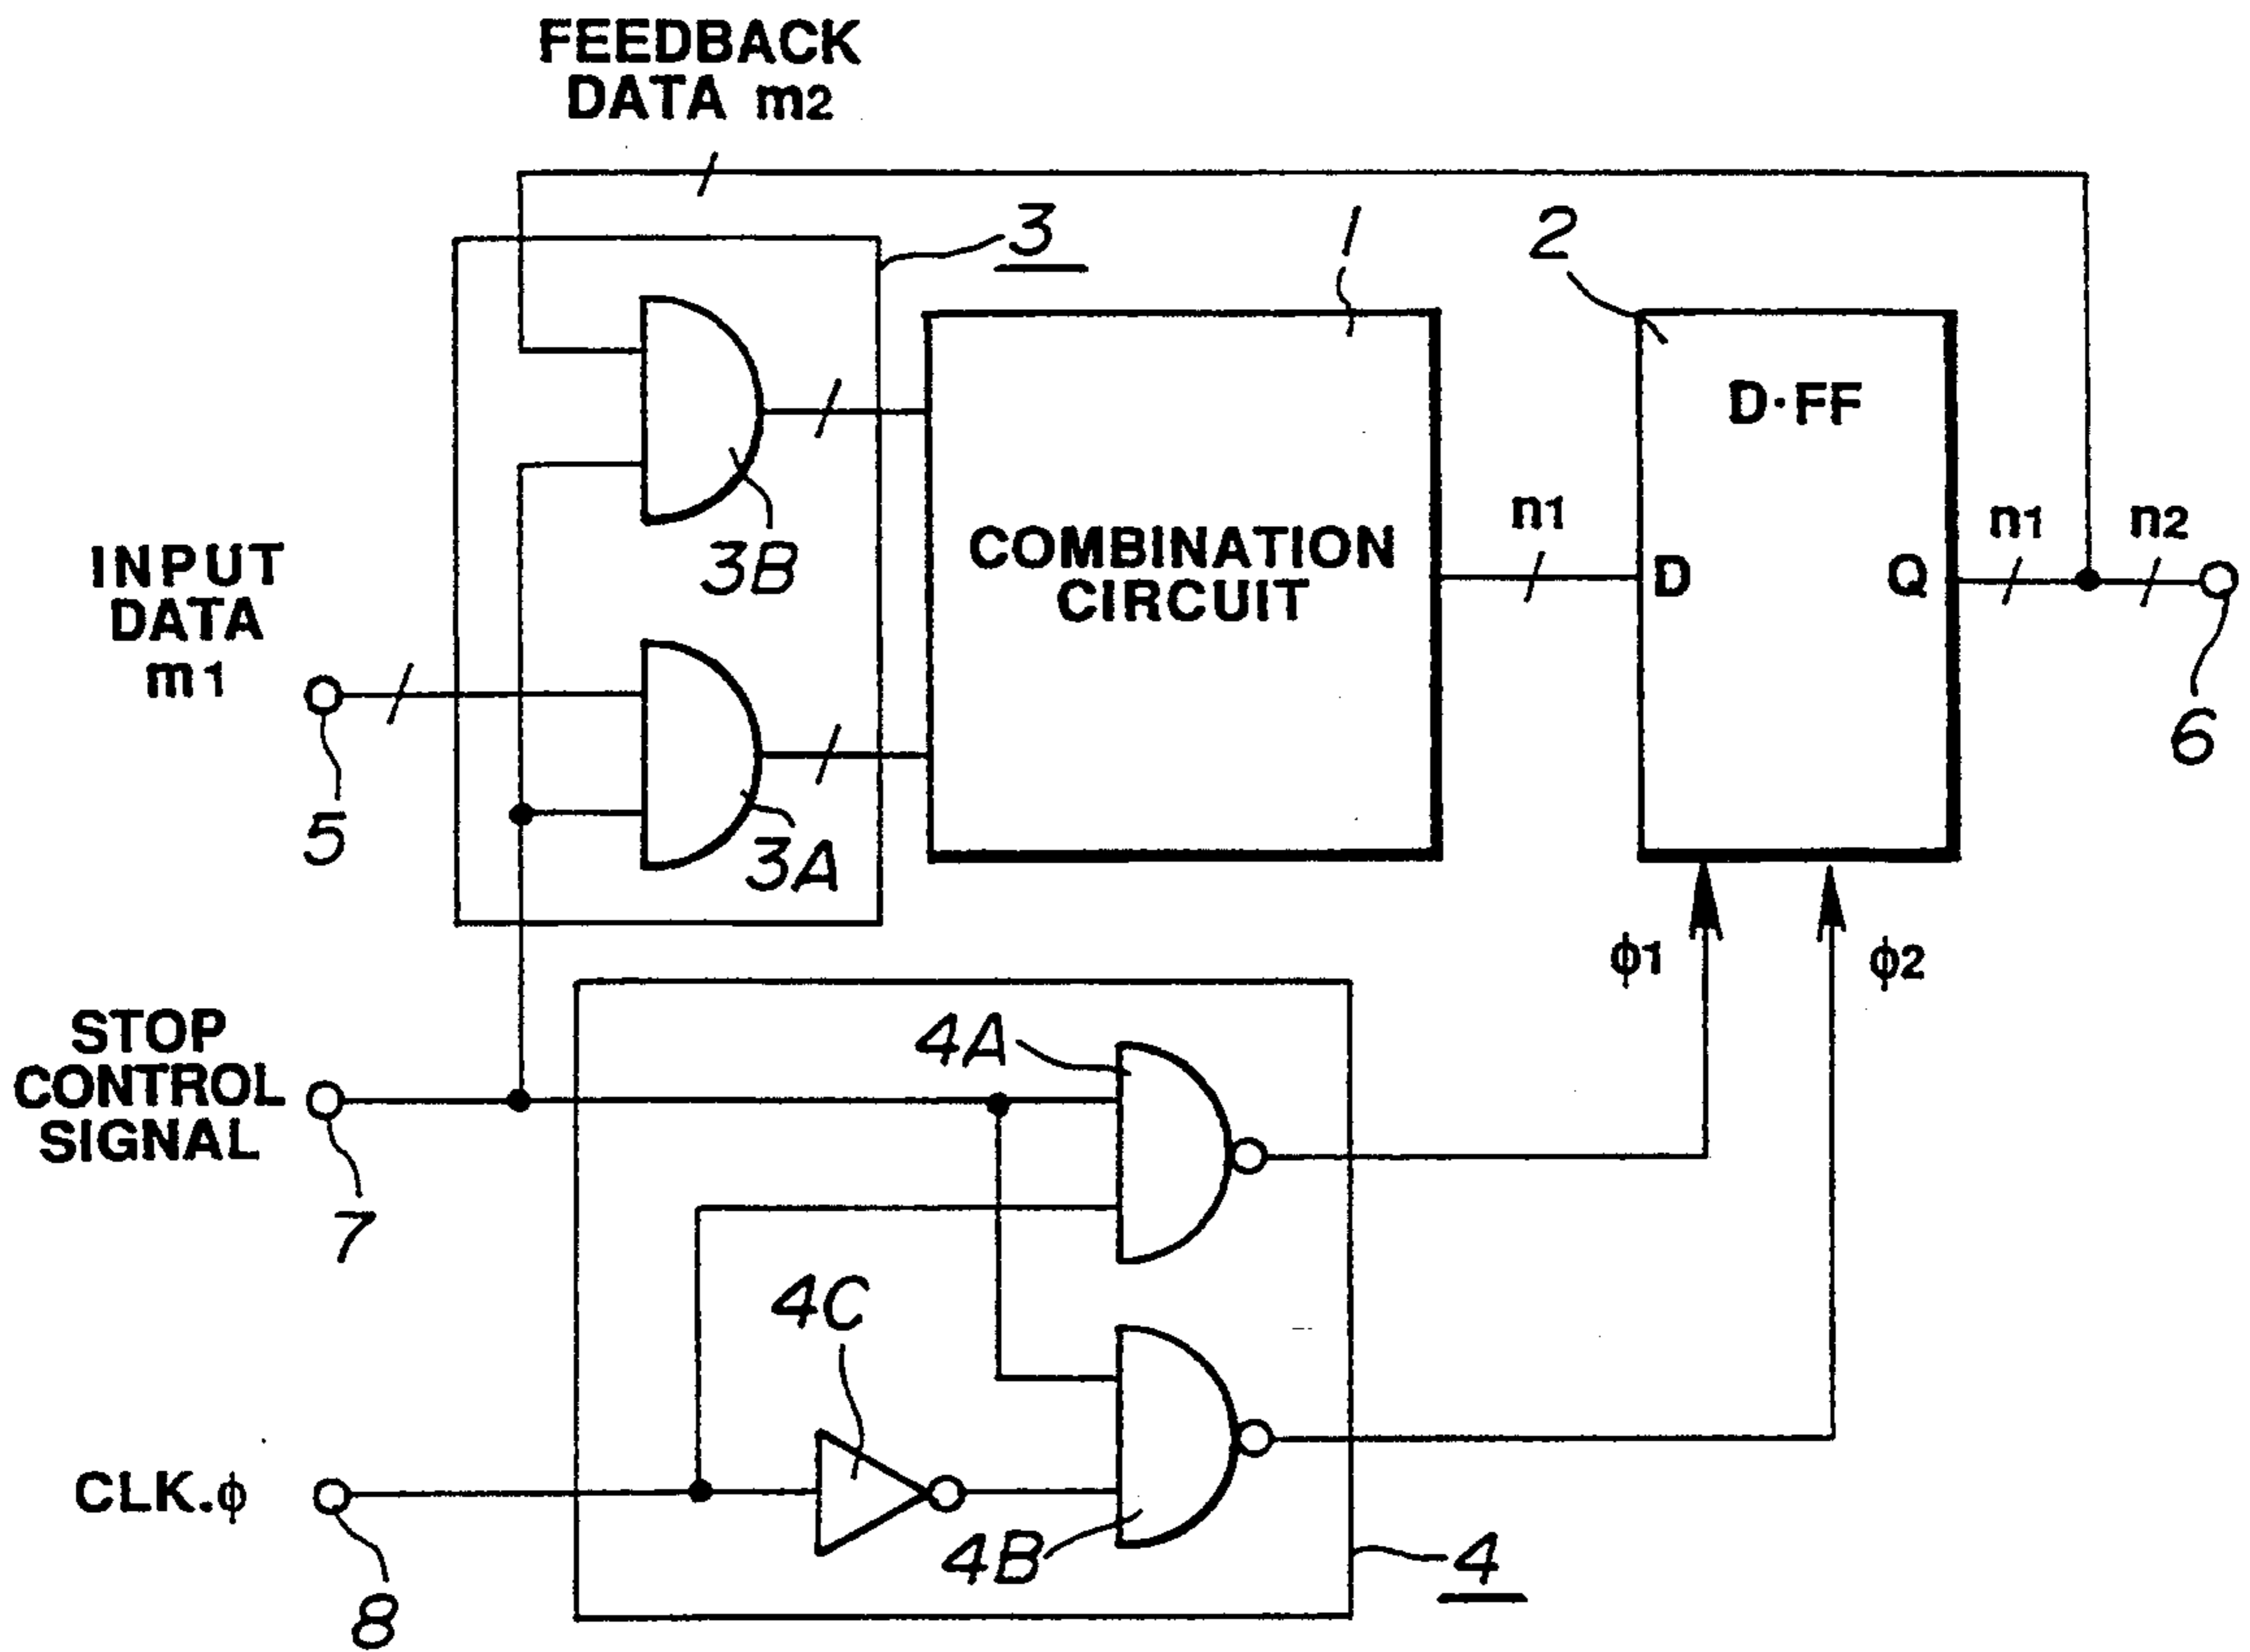 FEEDBACK
DATA m2
3
1
2
D·FF
3B
COMBINATION
CIRCUIT
n1
D
Q
n1
n2
INPUT
DATA
m1
5
3A
6
ϕ1
ϕ2
STOP
CONTROL
SIGNAL
7
4A
4C
CLK.ϕ
8
4B
4